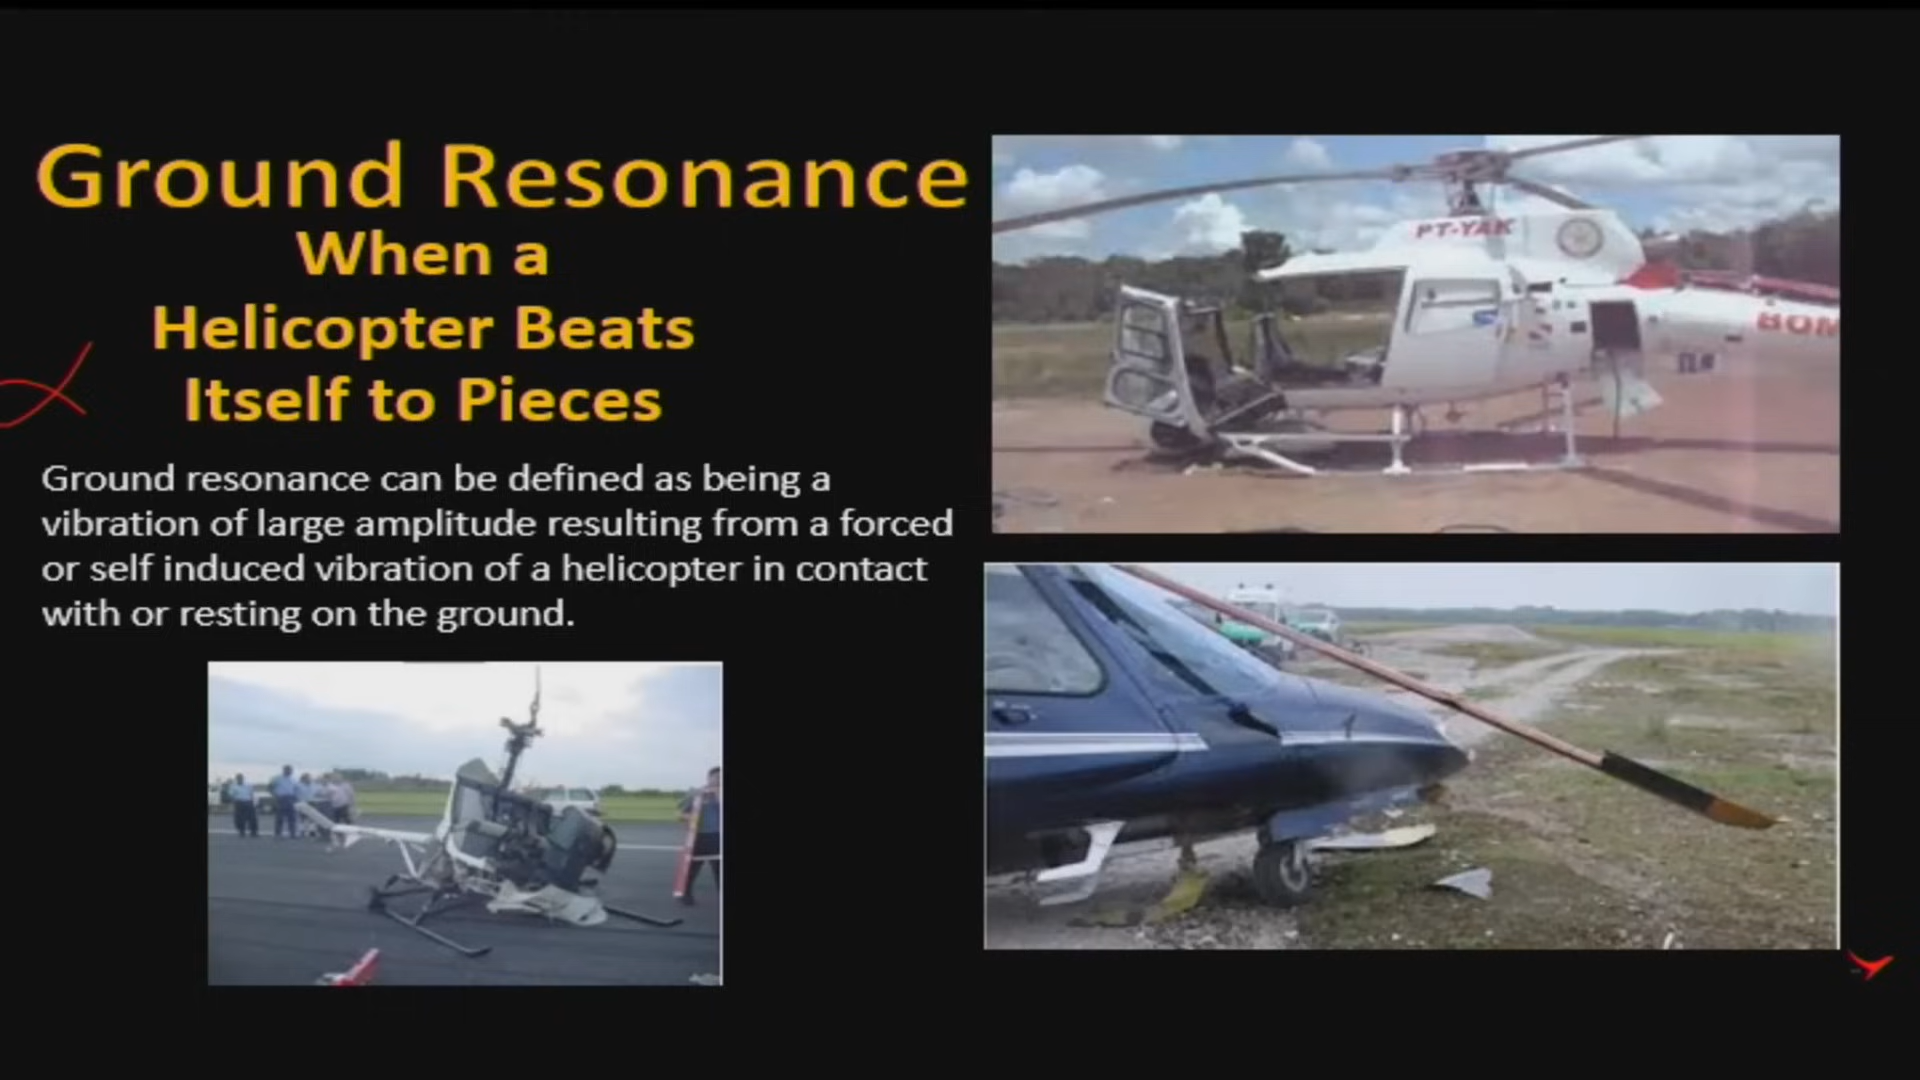 Ground Resonance
When a
Helicopter Beats
Itself to Pieces
Ground resonance can be defined as being a
vibration of large amplitude resulting from a forced
or self induced vibration of a helicopter in contact
with or resting on the ground.
PT-YAK
BOM